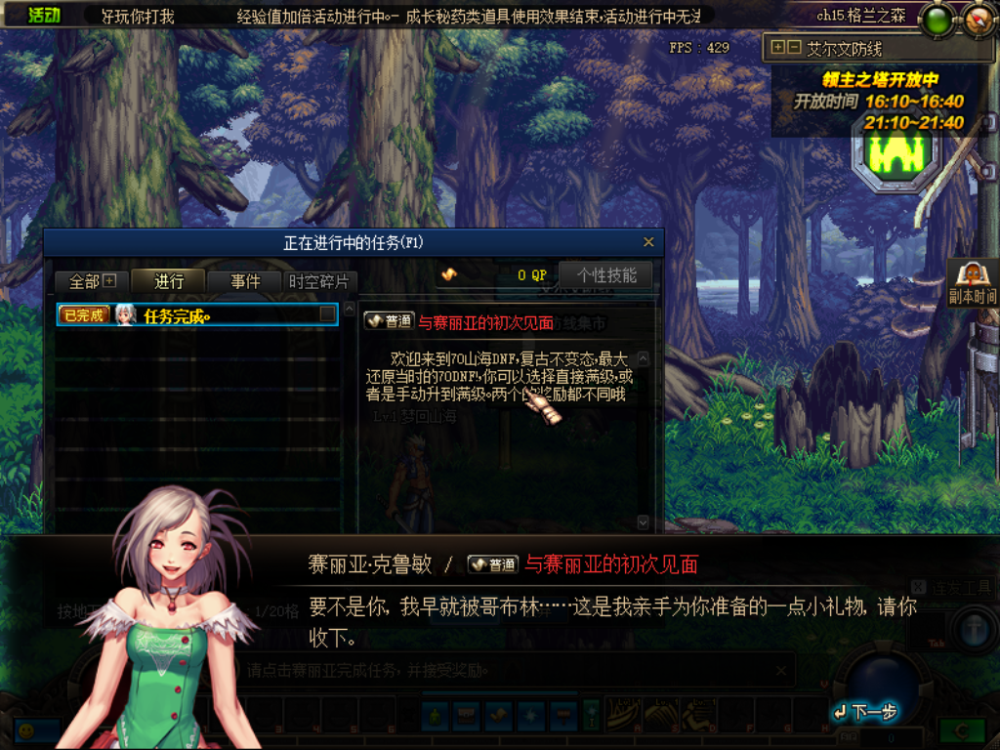 活动
好玩你打我
经验值加倍活动进行中。- 成长秘药类道具使用效果结束,活动进行中无法
ch15.格兰之森
FPS : 429
艾尔文防线
领主之塔开放中
开放时间 16:10~16:40
21:10~21:40
正在进行中的任务(F1)
全部
进行
事件
时空碎片
0 QP
个性技能
副本时间
已完成
任务完成。
普通
与赛丽亚的初次见面
欢迎来到70山海DNF,复古不变态,最大
还原当时的70DNF!,你可以选择直接满级,或
者是手动升到满级。两个的奖励都不同哦
Lv1 梦回山海
赛丽亚·克鲁敏 /
普通
与赛丽亚的初次见面
连发工具
1/20格
要不是你, 我早就被哥布林……这是我亲手为你准备的一点小礼物, 请你
收下。
Tab
请点击赛丽亚完成任务, 并接受奖励。
下一步